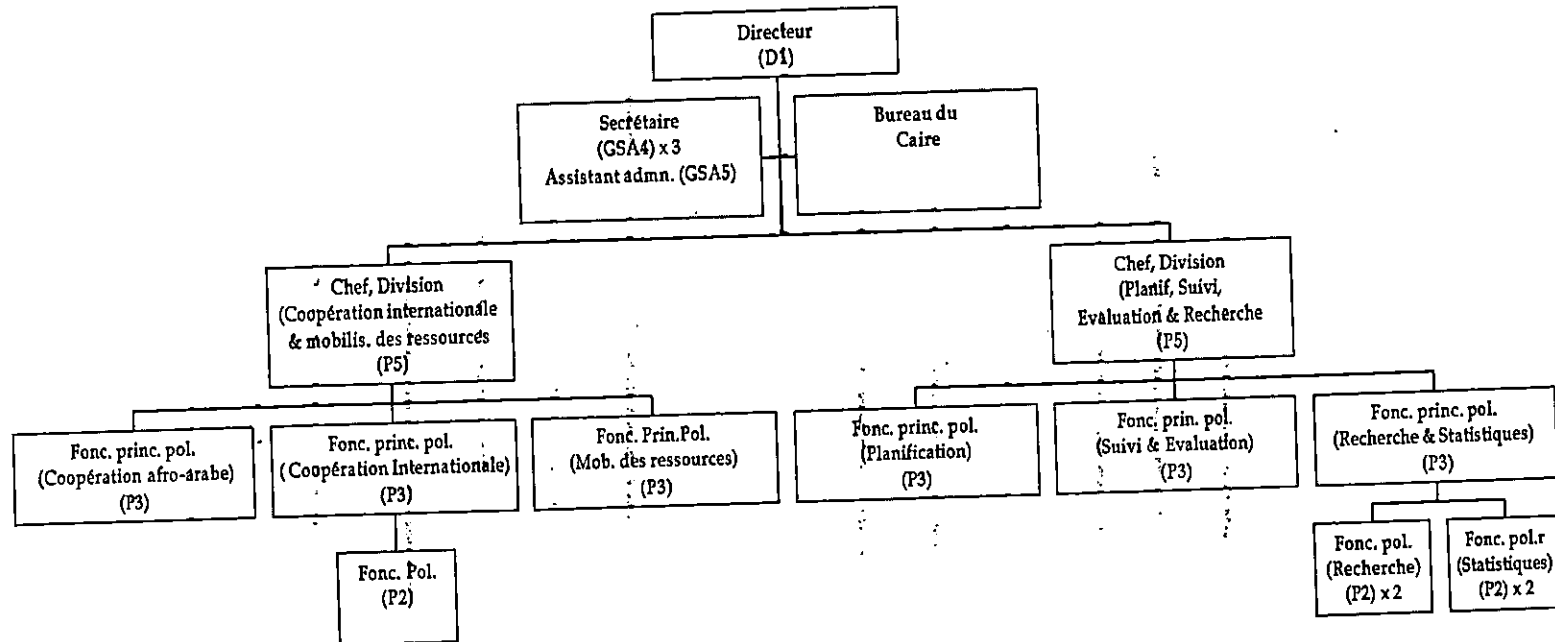 Directeur
(D1)
Secrétaire
(GSA4) x 3
Assistant admn. (GSA5)
Bureau du
Caire
Chef, Division
(Coopération internationale
& mobilis. des ressources
(P5)
Chef, Division
(Planif, Suivi,
Evaluation & Recherche
(P5)
Fonc. princ. pol.
(Coopération afro-arabe)
(P3)
Fonc. princ. pol.
( Coopération Internationale)
(P3)
Fonc. Prin.Pol.
(Mob. des ressources)
(P3)
Fonc. princ. pol.
(Planification)
(P3)
Fonc. prin. pol.
(Suivi & Evaluation)
(P3)
Fonc. princ. pol.
(Recherche & Statistiques)
(P3)
Fonc. Pol.
(P2)
Fonc. pol.
(Recherche)
(P2) x 2
Fonc. pol.r
(Statistiques)
(P2) x 2